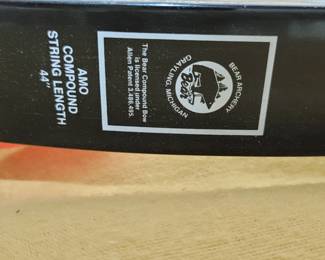 AMO
COMPOUND
STRING LENGTH
44"
The Bear Compound Bow
is licensed under
Allen Patent 3,486,495.
BEAR ARCHERY
Bear
GRAYLING, MICHIGAN